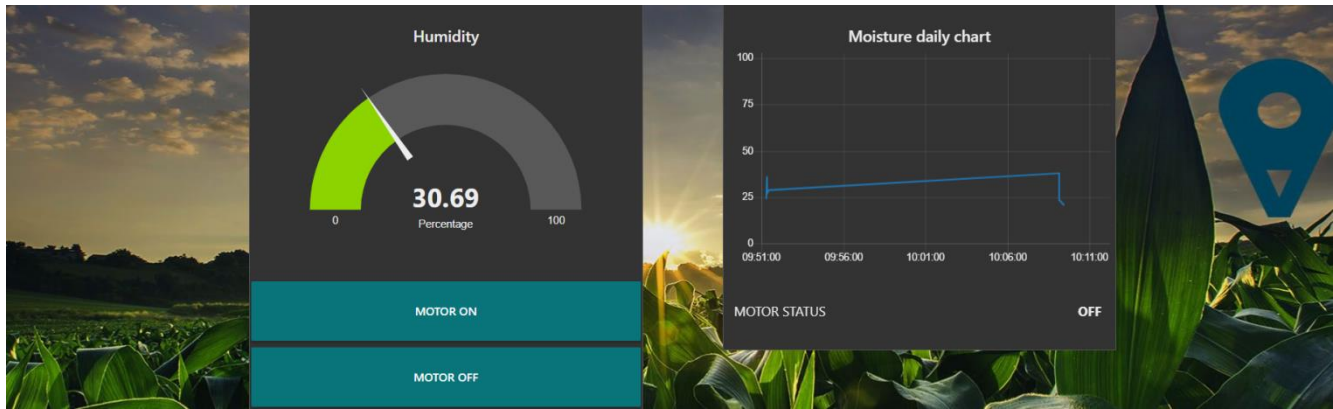 Humidity
30.69
Percentage
0
100
MOTOR ON
MOTOR OFF
Moisture daily chart
100
75
50
25
0
09:51:00 09:56:00 10:01:00 10:06:00 10:11:00
MOTOR STATUS OFF